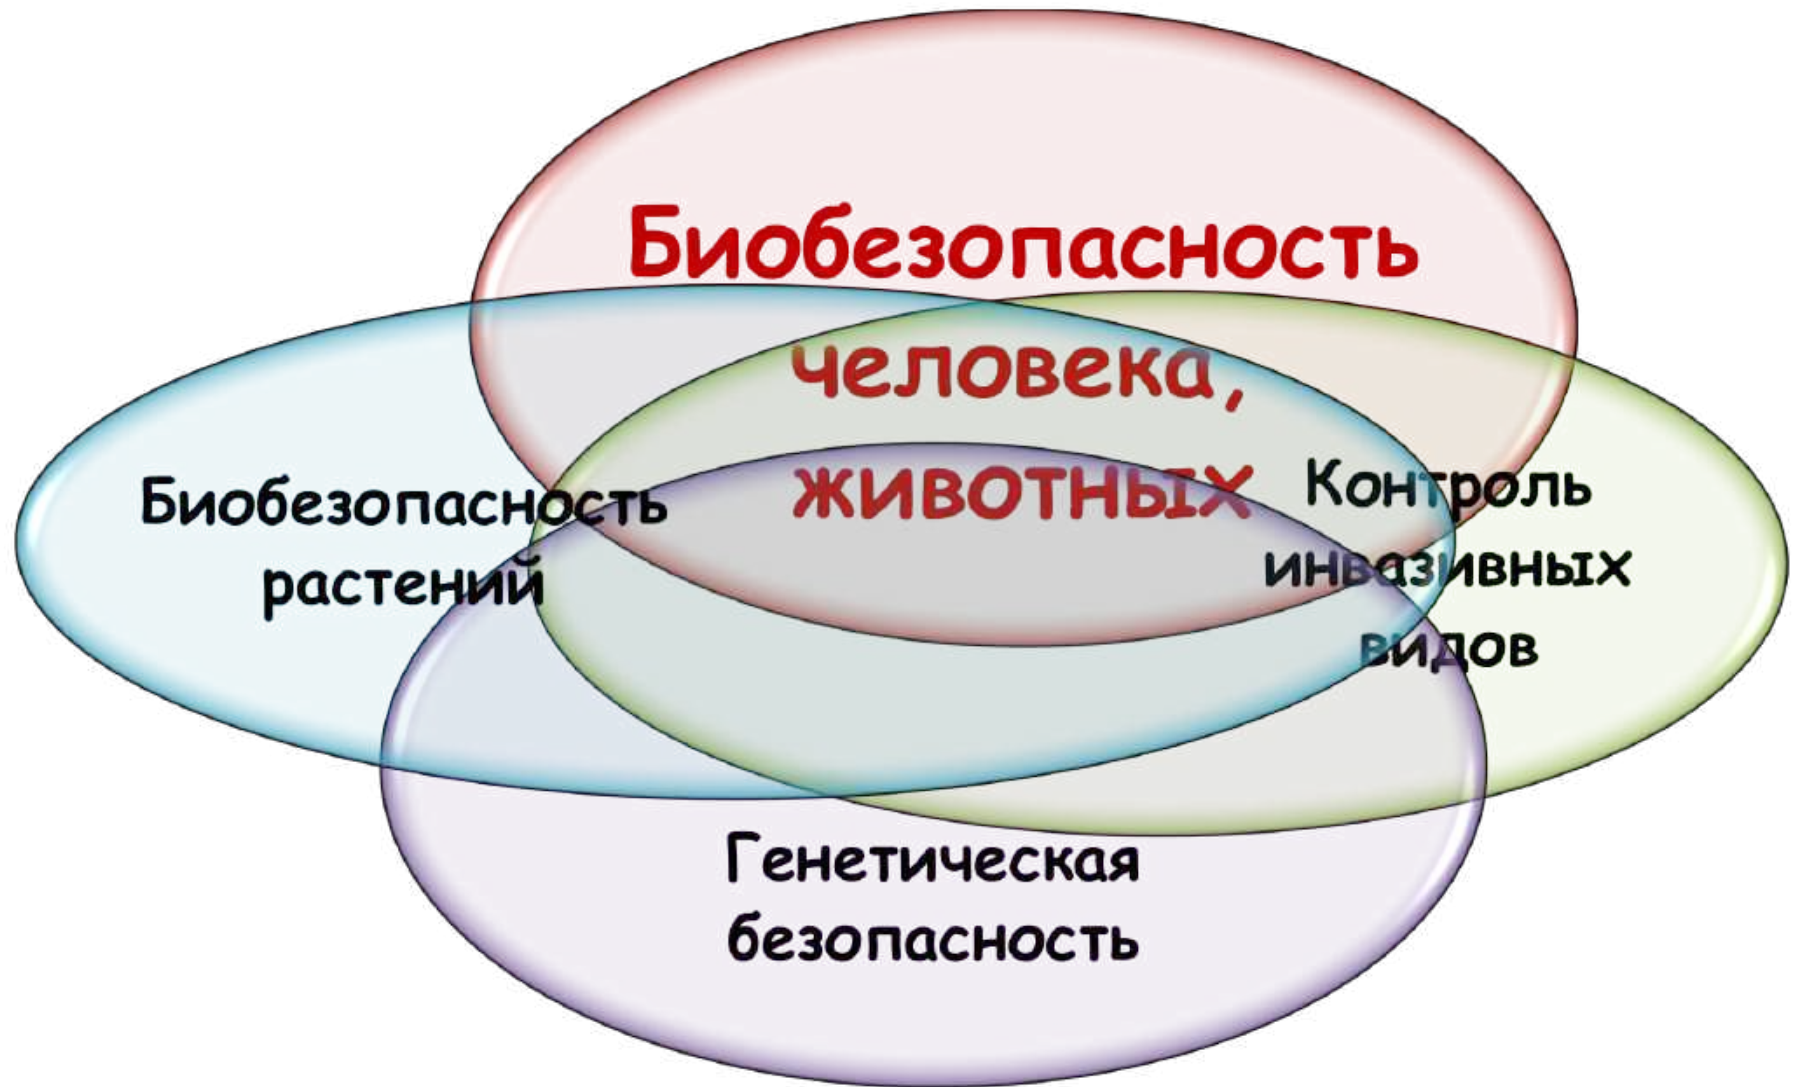 Биобезопасность
человека,
животных
Биобезопасность
растений
Контроль
инвазивных
видов
Генетическая
безопасность